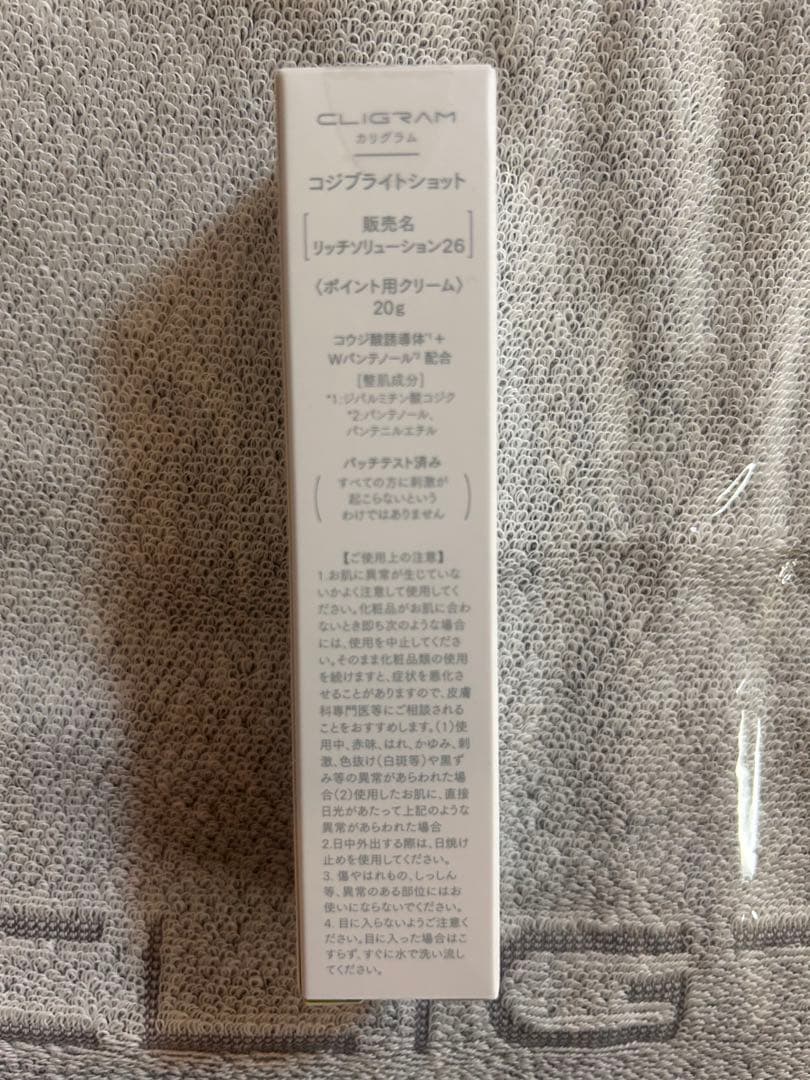 CLIGRAM
カリグラム
コジブライトショット
販売名
リッチソリューション26
〈ポイント用クリーム〉
20g
コウジ酸誘導体*1＋
Wパンテノール*2 配合
[整肌成分]
*1:ジパルミチン酸コジク
*2:パンテノール、
パンテニルエチル
パッチテスト済み
(すべての方に刺激が
起こらないという
わけではありません)
【ご使用上の注意】
1.お肌に異常が生じていな
いかよく注意して使用してく
ださい。化粧品がお肌に合わ
ないとき即ち次のような場合
には、使用を中止してくださ
い。そのまま化粧品類の使用
を続けますと、症状を悪化さ
せることがありますので、皮膚
科専門医等にご相談される
ことをおすすめします。(1)使
用中、赤味、はれ、かゆみ、刺
激、色抜け(白斑等)や黒ず
み等の異常があらわれた場
合(2)使用したお肌に、直接
日光があたって上記のような
異常があらわれた場合
2.日中外出する際は、日焼け
止めを使用してください。
3. 傷やはれもの、しっしん
等、異常のある部位にはお
使いにならないでください。
4. 目に入らないようご注意く
ださい。目に入った場合はこ
すらず、すぐに水で洗い流し
てください。